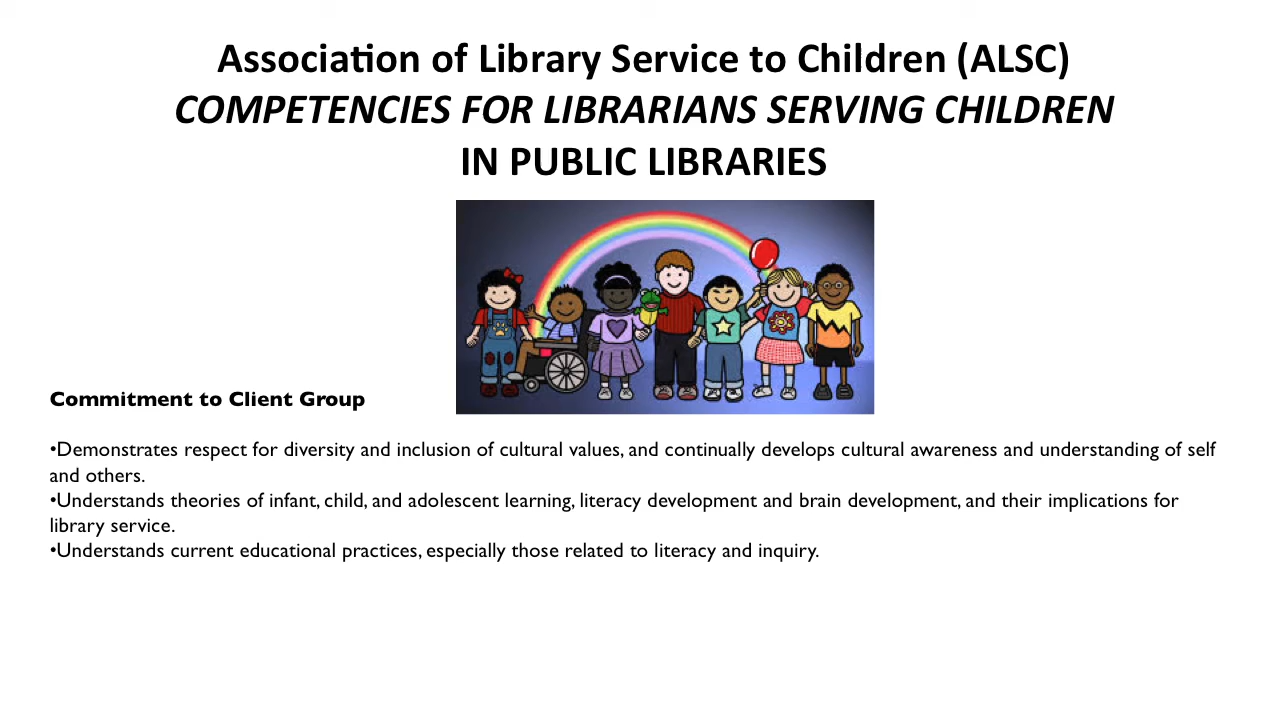 Association of Library Service to Children (ALSC)
COMPETENCIES FOR LIBRARIANS SERVING CHILDREN
IN PUBLIC LIBRARIES
Commitment to Client Group
•Demonstrates respect for diversity and inclusion of cultural values, and continually develops cultural awareness and understanding of self
and others.
•Understands theories of infant, child, and adolescent learning, literacy development and brain development, and their implications for
library service.
•Understands current educational practices, especially those related to literacy and inquiry.